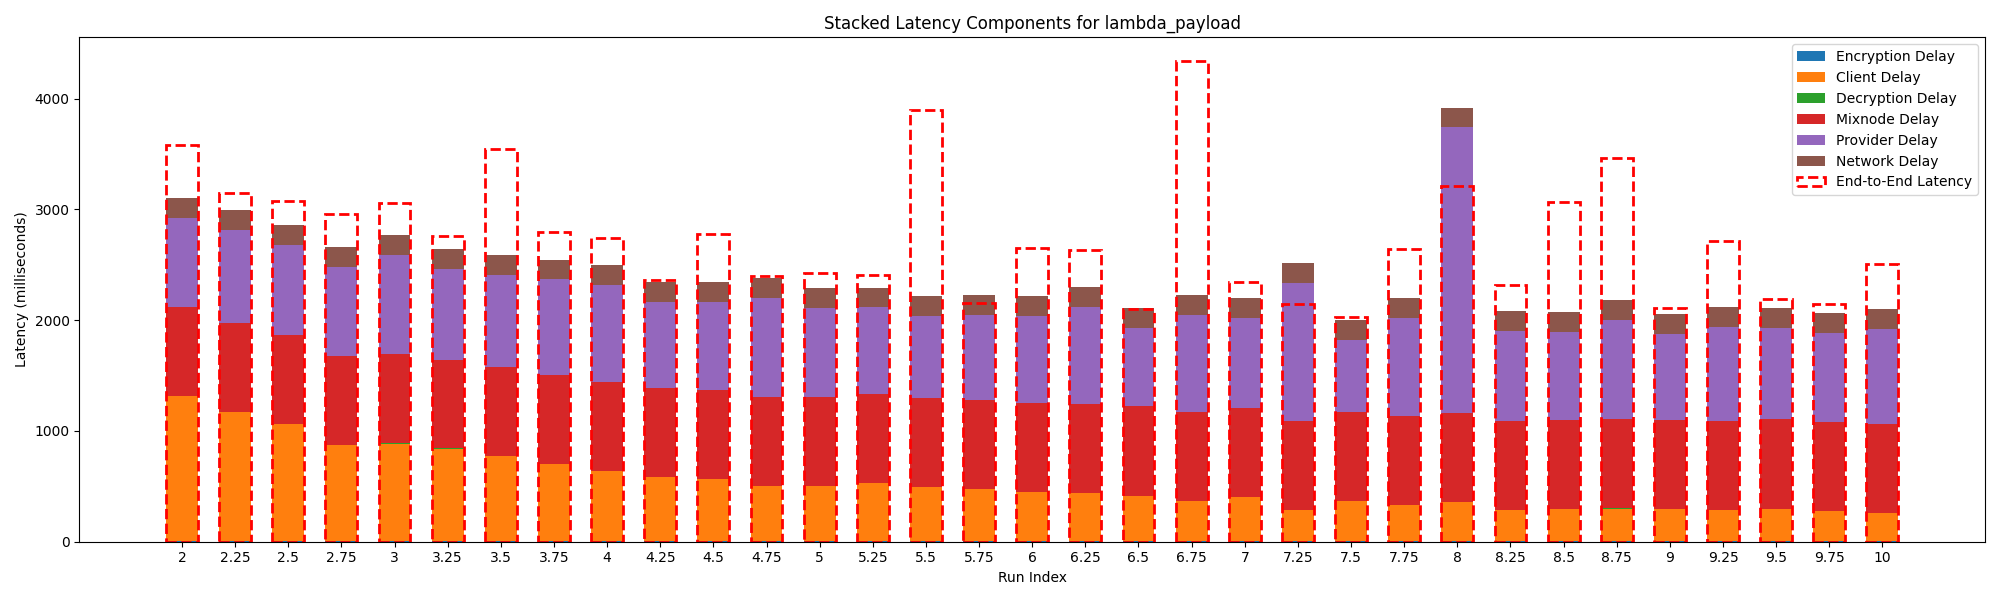 Stacked Latency Components for lambda_payload
Encryption Delay
Client Delay
Decryption Delay
Mixnode Delay
Provider Delay
Network Delay
End-to-End Latency
Latency (milliseconds)
4000
3000
2000
1000
0
2 2.25 2.5 2.75 3 3.25 3.5 3.75 4 4.25 4.5 4.75 5 5.25 5.5 5.75 6 6.25 6.5 6.75 7 7.25 7.5 7.75 8 8.25 8.5 8.75 9 9.25 9.5 9.75 10
Run Index